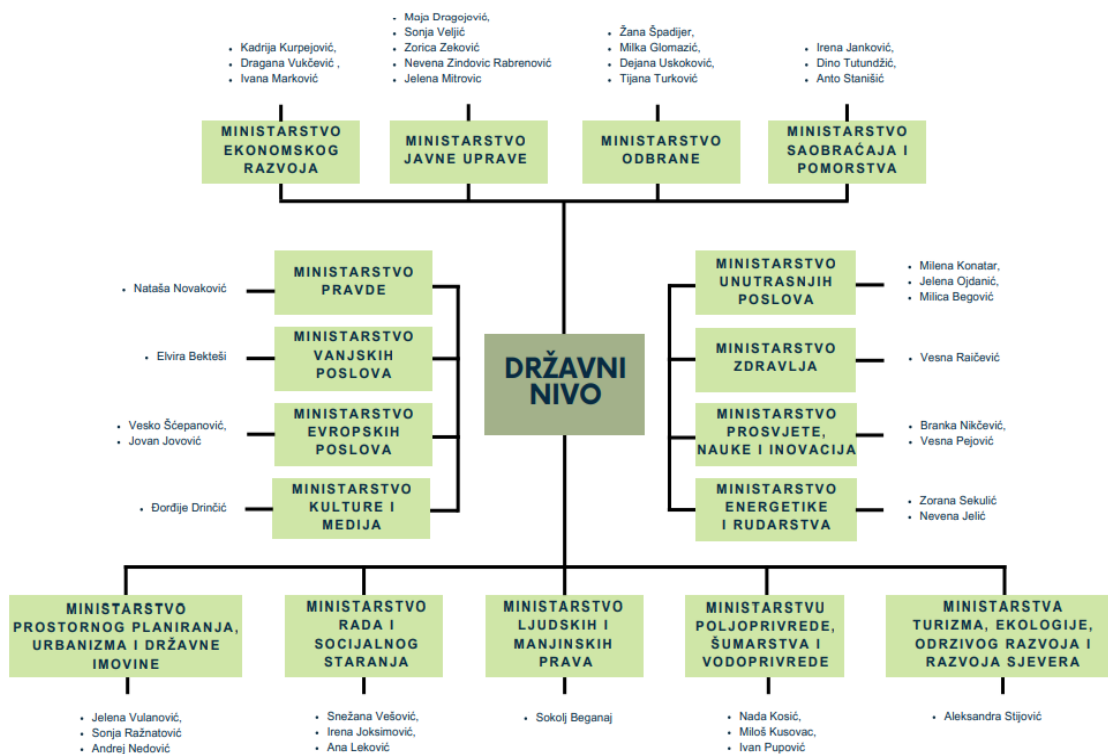 • Kadrija Kurpejović,
• Dragana Vukčević ,
• Ivana Marković
• Maja Dragojović,
• Sonja Veljić
• Zorica Zeković
• Nevena Zindovic Rabrenović
• Jelena Mitrovic
• Žana Špadijer,
• Milka Glomazić,
• Dejana Uskoković,
• Tijana Turković
• Irena Janković,
• Dino Tutundžić,
• Anto Stanišić
MINISTARSTVO
EKONOMSKOG
RAZVOJA
MINISTARSTVO
JAVNE UPRAVE
MINISTARSTVO
ODBRANE
MINISTARSTVO
SAOBRAĆAJA I
POMORSTVA
• Nataša Novaković
MINISTARSTVO
PRAVDE
• Elvira Bekteši
MINISTARSTVO
VANJSKIH
POSLOVA
• Vesko Šćepanović,
• Jovan Jovović
MINISTARSTVO
EVROPSKIH
POSLOVA
• Đorđije Drinčić
MINISTARSTVO
KULTURE I
MEDIJA
DRŽAVNI
NIVO
MINISTARSTVO
UNUTRASNJIH
POSLOVA
• Milena Konatar,
• Jelena Ojdanić,
• Milica Begović
MINISTARSTVO
ZDRAVLJA
• Vesna Raičević
MINISTARSTVO
PROSVJETE,
NAUKE I INOVACIJA
• Branka Nikčević,
• Vesna Pejović
MINISTARSTVO
ENERGETIKE
I RUDARSTVA
• Zorana Sekulić
• Nevena Jelić
MINISTARSTVO
PROSTORNOG PLANIRANJA,
URBANIZMA I DRŽAVNE
IMOVINE
MINISTARSTVO
RADA I
SOCIJALNOG
STARANJA
MINISTARSTVO
LJUDSKIH I
MANJINSKIH
PRAVA
MINISTARSTVU
POLJOPRIVREDE,
ŠUMARSTVA I
VODOPRIVREDE
MINISTARSTVA
TURIZMA, EKOLOGIJE,
ODRZIVOG RAZVOJA I
RAZVOJA SJEVERA
• Jelena Vulanović,
• Sonja Ražnatović
• Andrej Nedović
• Snežana Vešović,
• Irena Joksimović,
• Ana Leković
• Sokolj Beganaj
• Nada Kosić,
• Miloš Kusovac,
• Ivan Pupović
• Aleksandra Stijović